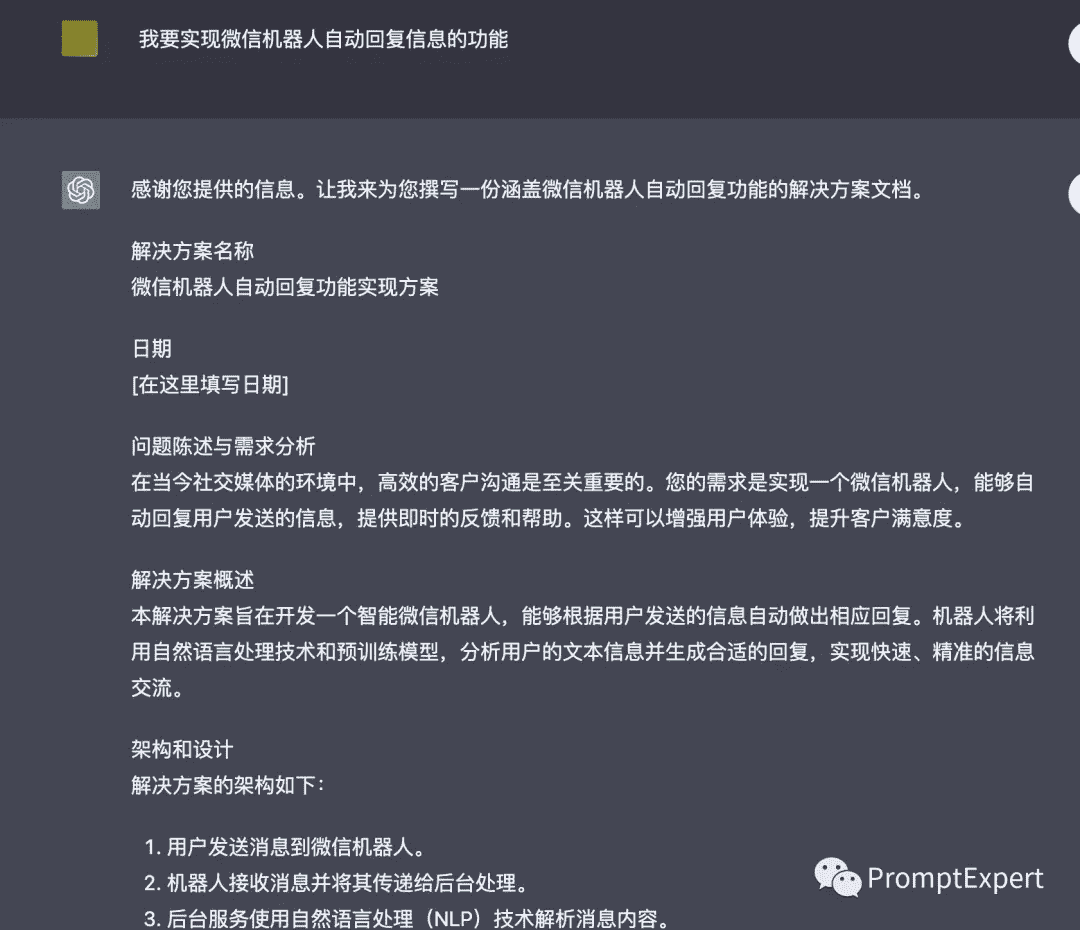 我要实现微信机器人自动回复信息的功能
感谢您提供的信息。让我来为您撰写一份涵盖微信机器人自动回复功能的解决方案文档。
解决方案名称
微信机器人自动回复功能实现方案
日期
[在这里填写日期]
问题陈述与需求分析
在当今社交媒体的环境中，高效的客户沟通是至关重要的。您的需求是实现一个微信机器人，能够自
动回复用户发送的信息，提供即时的反馈和帮助。这样可以增强用户体验，提升客户满意度。
解决方案概述
本解决方案旨在开发一个智能微信机器人，能够根据用户发送的信息自动做出相应回复。机器人将利
用自然语言处理技术和预训练模型，分析用户的文本信息并生成合适的回复，实现快速、精准的信息
交流。
架构和设计
解决方案的架构如下：
1. 用户发送消息到微信机器人。
2. 机器人接收消息并将其传递给后台处理。
3. 后台服务使用自然语言处理（NLP）技术解析消息内容。
PromptExpert